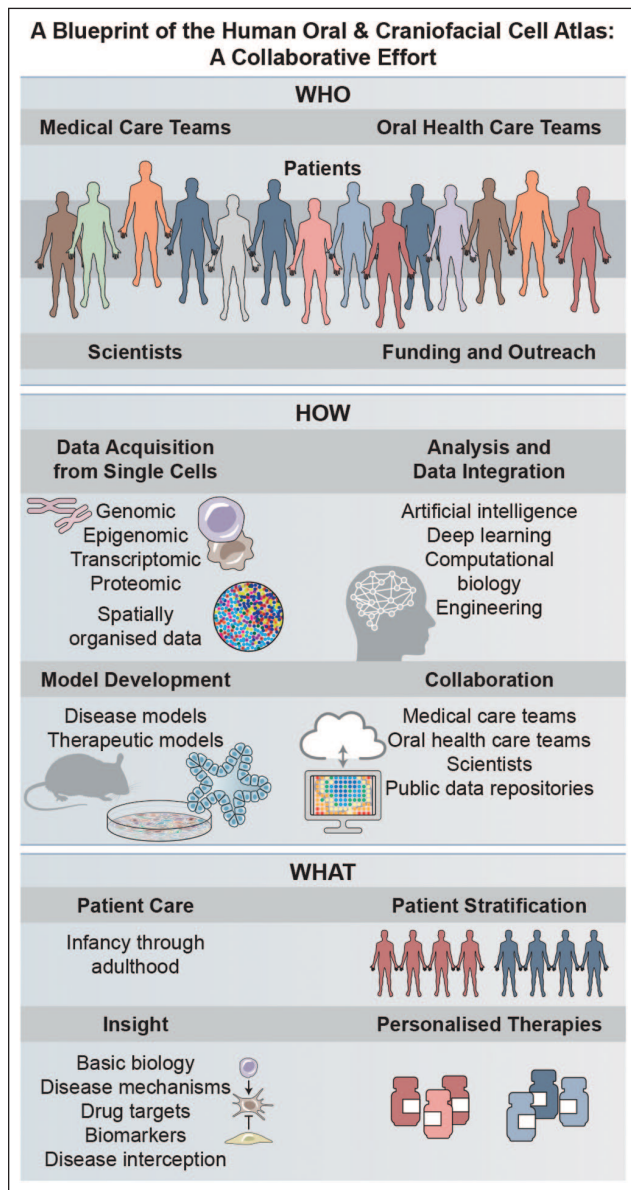 A Blueprint of the Human Oral & Craniofacial Cell Atlas:
A Collaborative Effort
WHO
Medical Care Teams
Oral Health Care Teams
Patients
Scientists
Funding and Outreach
HOW
Data Acquisition
from Single Cells
Genomic
Epigenomic
Transcriptomic
Proteomic
Spatially
organised data
Analysis and
Data Integration
Artificial intelligence
Deep learning
Computational
biology
Engineering
Model Development
Disease models
Therapeutic models
Collaboration
Medical care teams
Oral health care teams
Scientists
Public data repositories
WHAT
Patient Care
Infancy through
adulthood
Patient Stratification
Insight
Basic biology
Disease mechanisms
Drug targets
Biomarkers
Disease interception
Personalised Therapies